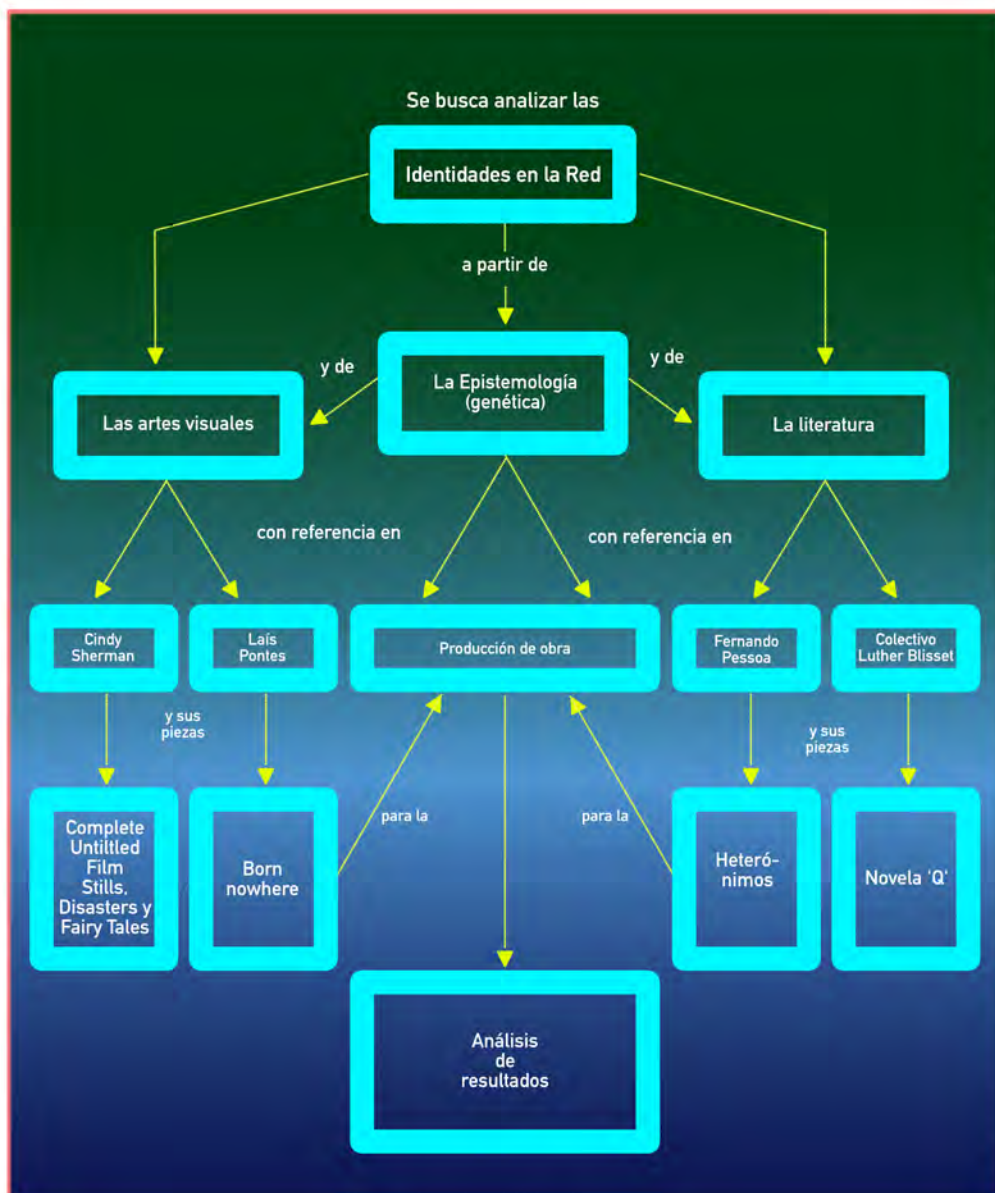 Se busca analizar las
Identidades en la Red
a partir de
y de
La Epistemología
(genética)
y de
Las artes visuales
La literatura
con referencia en
con referencia en
Cindy
Sherman
Laís
Pontes
Producción de obra
Fernando
Pessoa
Colectivo
Luther Blisset
y sus
piezas
y sus
piezas
Complete
Untiltled
Film
Stills,
Disasters y
Fairy Tales
Born
nowhere
para la
para la
Heteró-
nimos
Novela 'Q'
Análisis
de
resultados